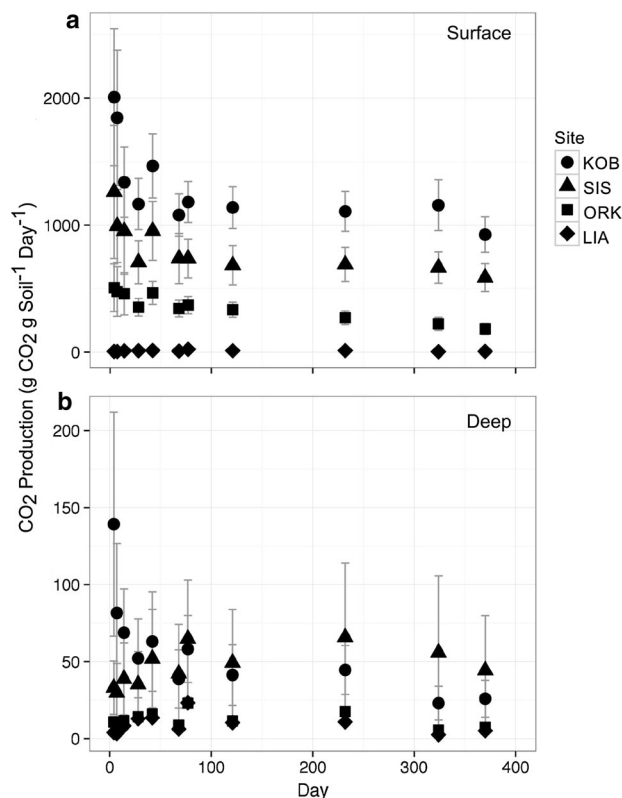 a
Surface
2000
1000
0
Site
KOB
SIS
ORK
LIA
CO2 Production (g CO2 g Soil⁻¹ Day⁻¹)
b
Deep
200
150
100
50
0
0 100 200 300 400
Day